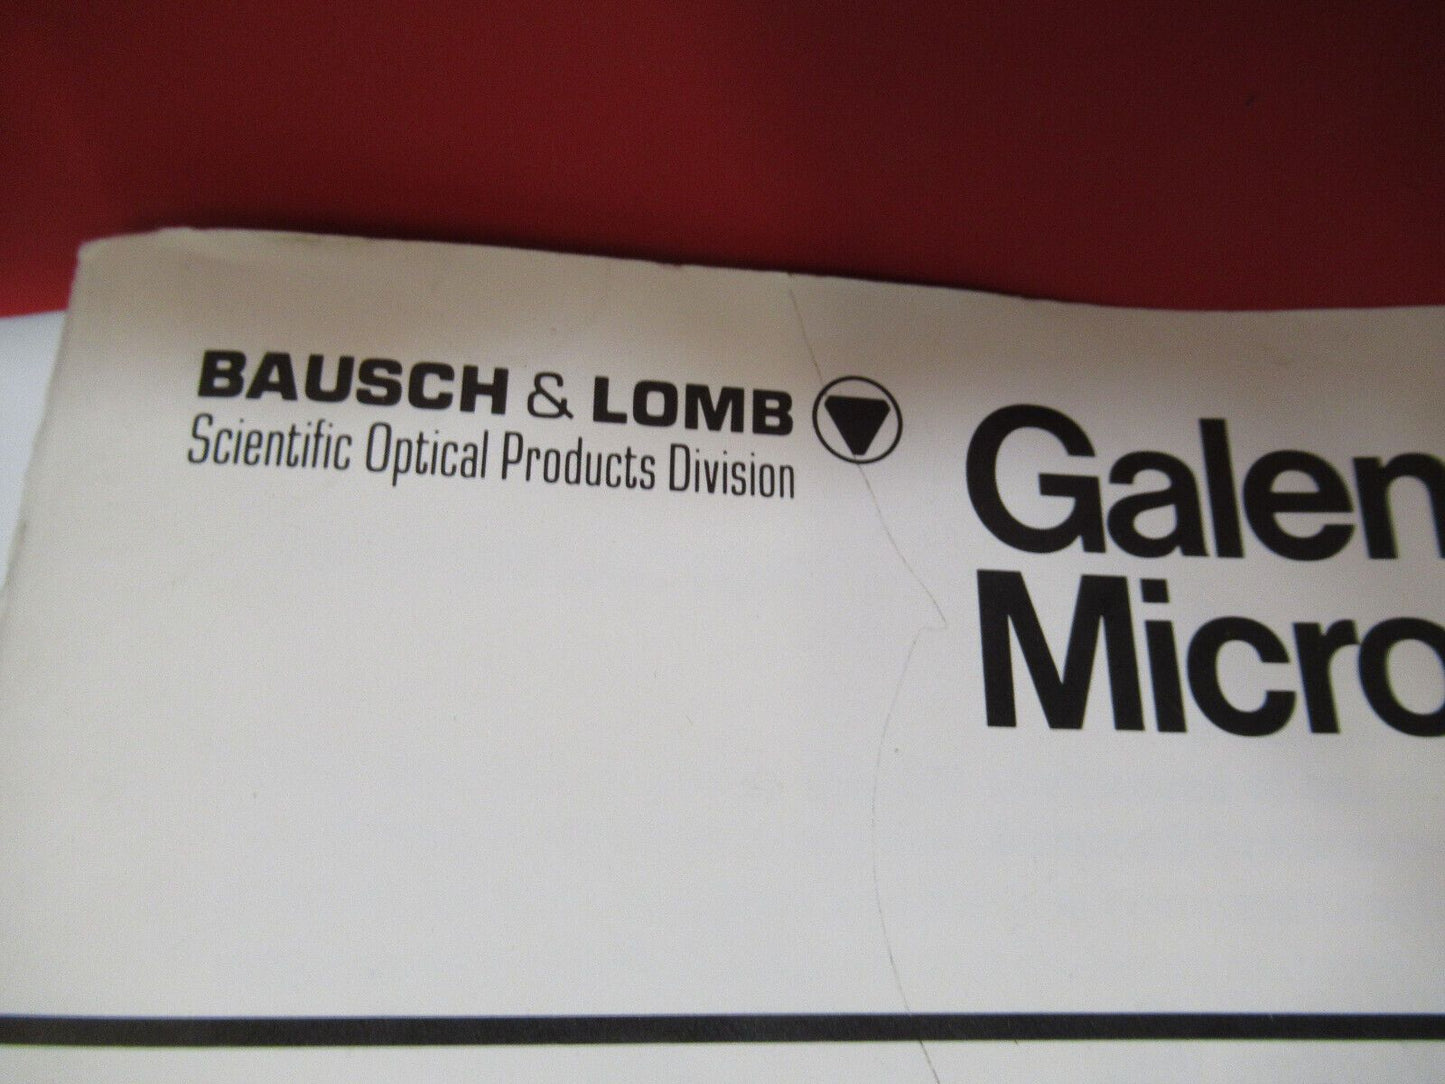 BAUSCH & LOMB
Scientific Optical Products Division
Galen
Micro